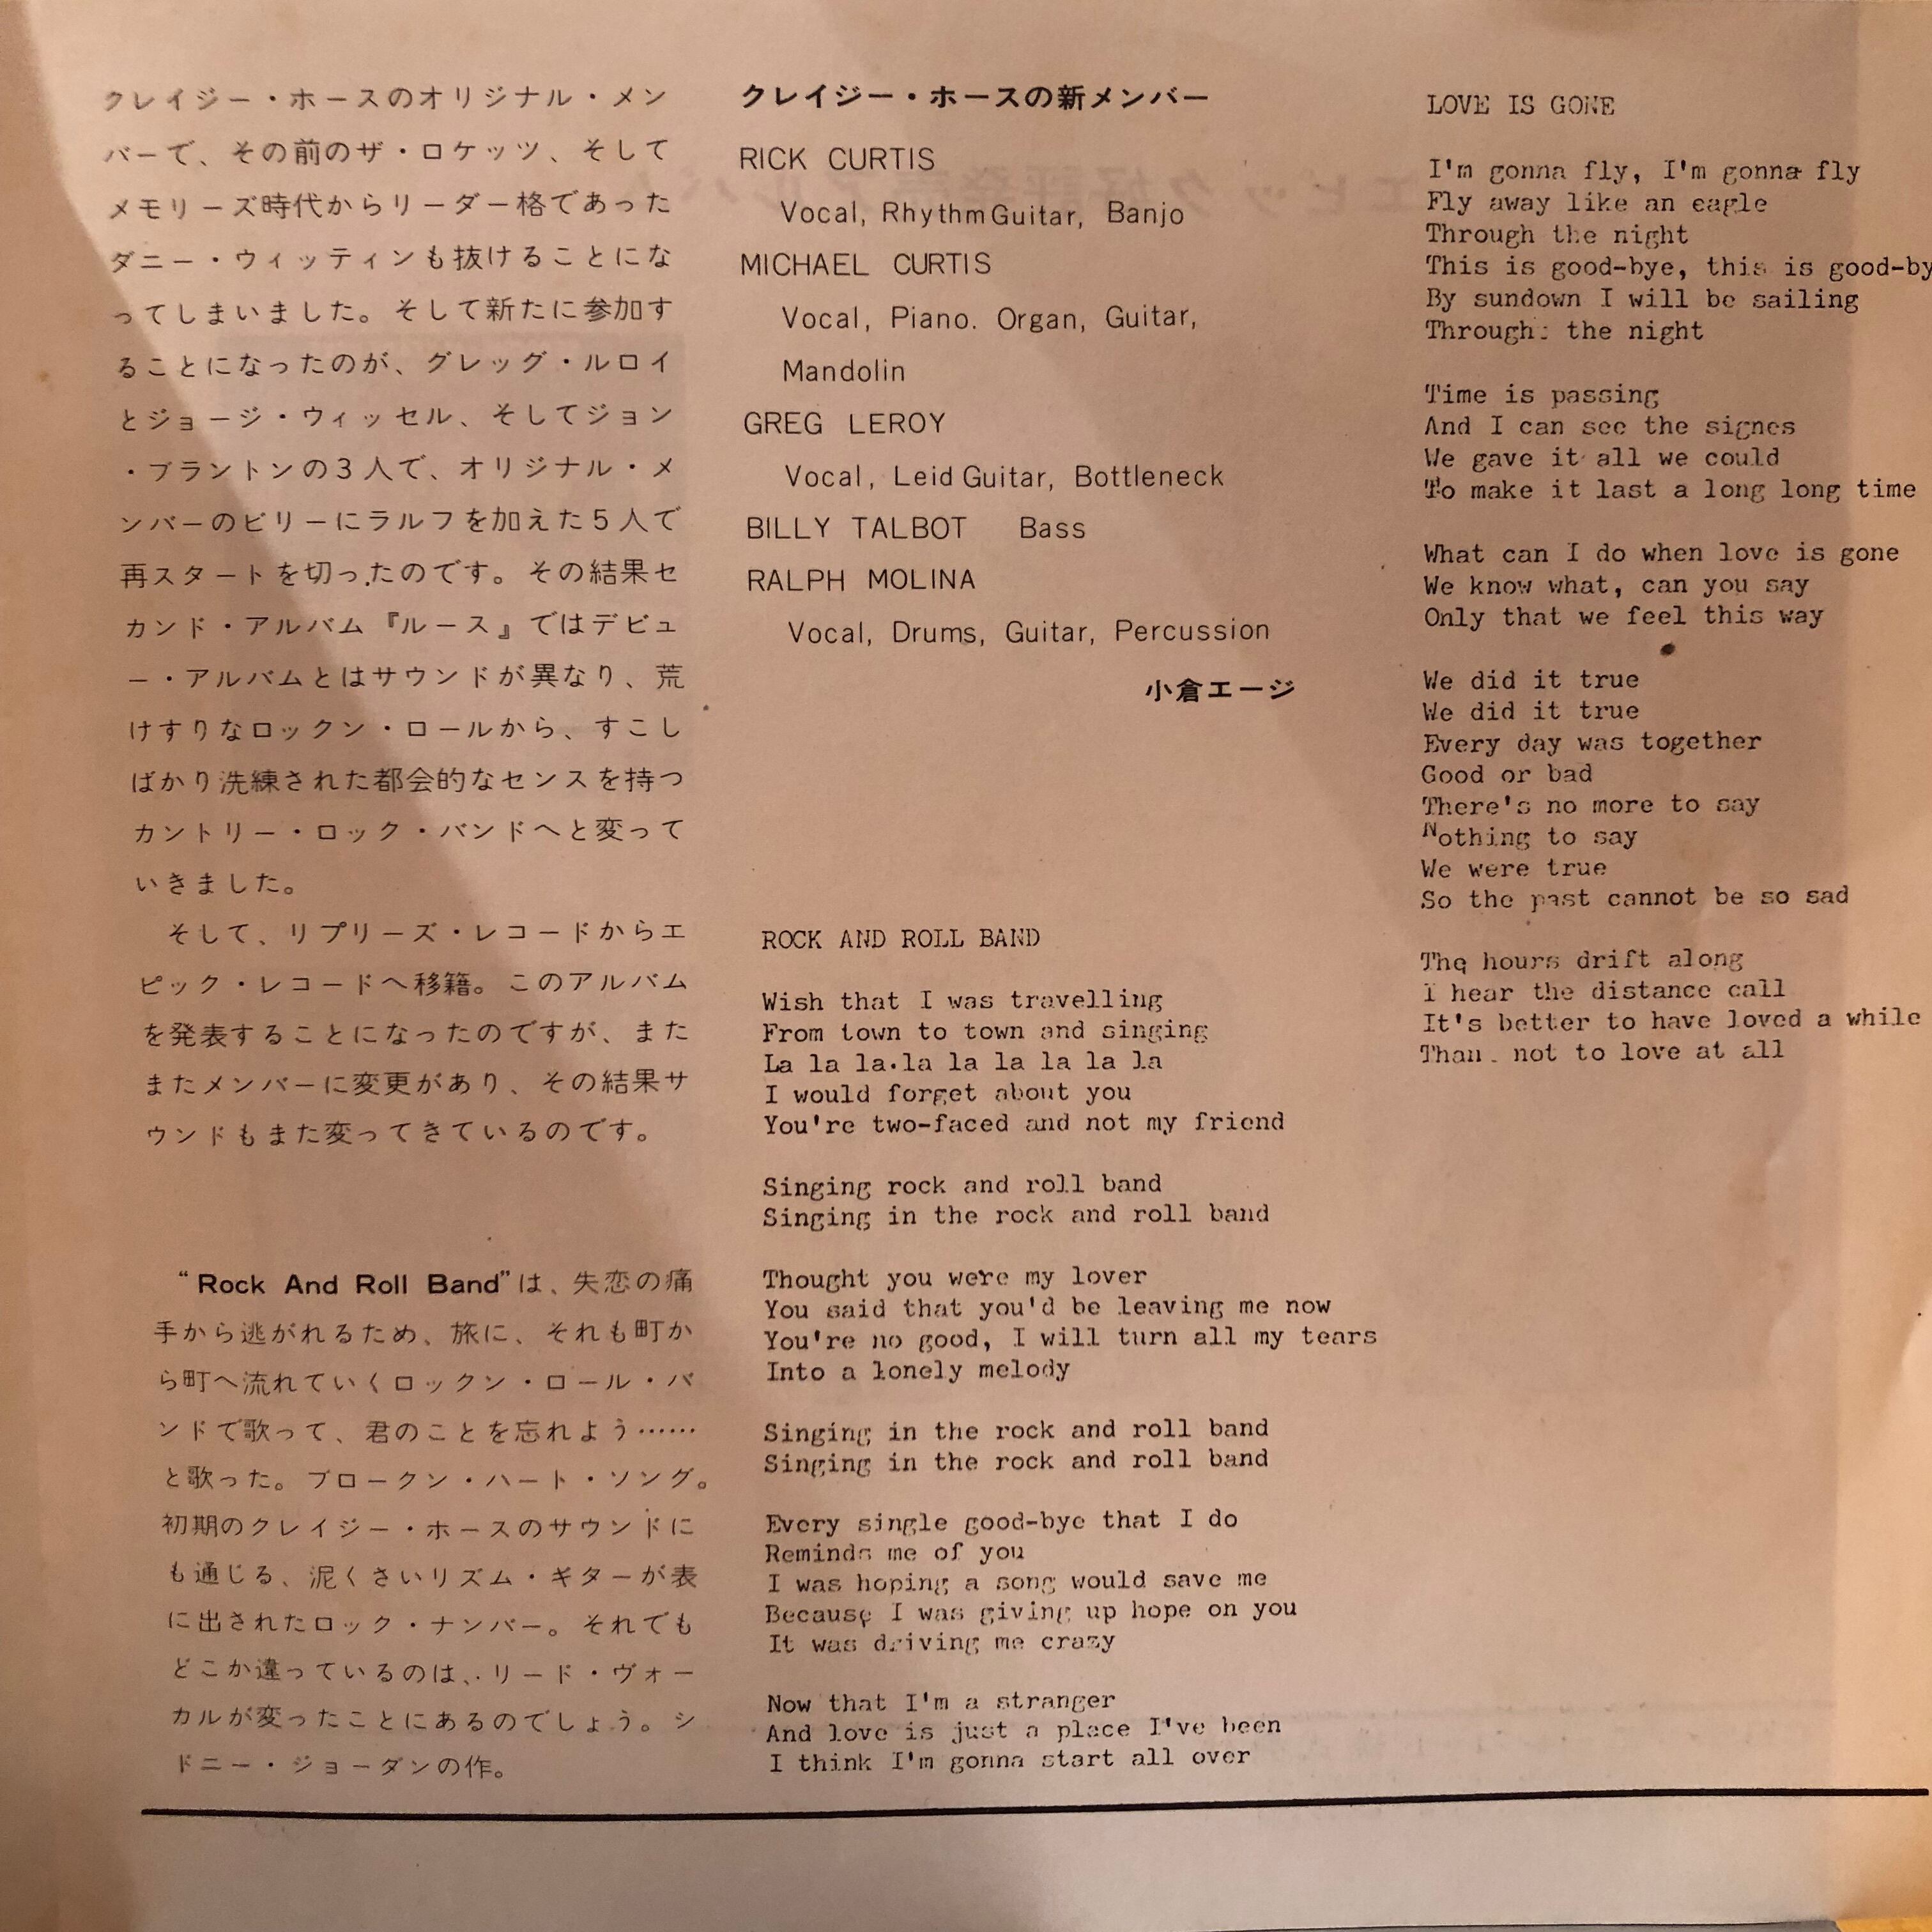 クレイジー・ホースのオリジナル・メン
バーで、その前のザ・ロケッツ、そして
メモリーズ時代からリーダー格であった
ダニー・ウィッティンも抜けることにな
ってしまいました。そして新たに参加す
ることになったのが、グレッグ・ルロイ
とジョージ・ウィッセル、そしてジョン
・ブラントンの3人で、オリジナル・メ
ンバーのビリーにラルフを加えた5人で
再スタートを切ったのです。その結果セ
カンド・アルバム『ルース』ではデビュ
ー・アルバムとはサウンドが異なり、荒
けすりなロックン・ロールから、すこし
ばかり洗練された都会的なセンスを持つ
カントリー・ロック・バンドへと変って
いきました。
そして、リプリーズ・レコードからエ
ピック・レコードへ移籍。このアルバム
を発表することになったのですが、また
またメンバーに変更があり、その結果サ
ウンドもまた変ってきているのです。
“Rock And Roll Band”は、失恋の痛
手から逃がれるため、旅に、それも町か
ら町へ流れていくロックン・ロール・バ
ンドで歌って、君のことを忘れよう……
と歌った。ブロークン・ハート・ソング。
初期のクレイジー・ホースのサウンドに
も通じる、泥くさいリズム・ギターが表
に出されたロック・ナンバー。それでも
どこか違っているのは、リード・ヴォー
カルが変ったことにあるのでしょう。シ
ドニー・ジョーダンの作。
クレイジー・ホースの新メンバー
RICK CURTIS
Vocal, Rhythm Guitar, Banjo
MICHAEL CURTIS
Vocal, Piano. Organ, Guitar,
Mandolin
GREG LEROY
Vocal, Leid Guitar, Bottleneck
BILLY TALBOT Bass
RALPH MOLINA
Vocal, Drums, Guitar, Percussion
小倉エージ
ROCK AND ROLL BAND
Wish that I was travelling
From town to town and singing
La la la.la la la la la la
I would forget about you
You're two-faced and not my friend
Singing rock and roll band
Singing in the rock and roll band
Thought you were my lover
You said that you'd be leaving me now
You're no good, I will turn all my tears
Into a lonely melody
Singing in the rock and roll band
Singing in the rock and roll band
Every single good-bye that I do
Reminds me of you
I was hoping a song would save me
Because I was giving up hope on you
It was driving me crazy
Now that I'm a stranger
And love is just a place I've been
I think I'm gonna start all over
LOVE IS GONE
I'm gonna fly, I'm gonna fly
Fly away like an eagle
Through the night
This is good-bye, this is good-by
By sundown I will be sailing
Through: the night
Time is passing
And I can see the signes
We gave it all we could
To make it last a long long time
What can I do when love is gone
We know what, can you say
Only that we feel this way
We did it true
We did it true
Every day was together
Good or bad
There's no more to say
Nothing to say
We were true
So the past cannot be so sad
The hours drift along
I hear the distance call
It's better to have loved a while
Than not to love at all